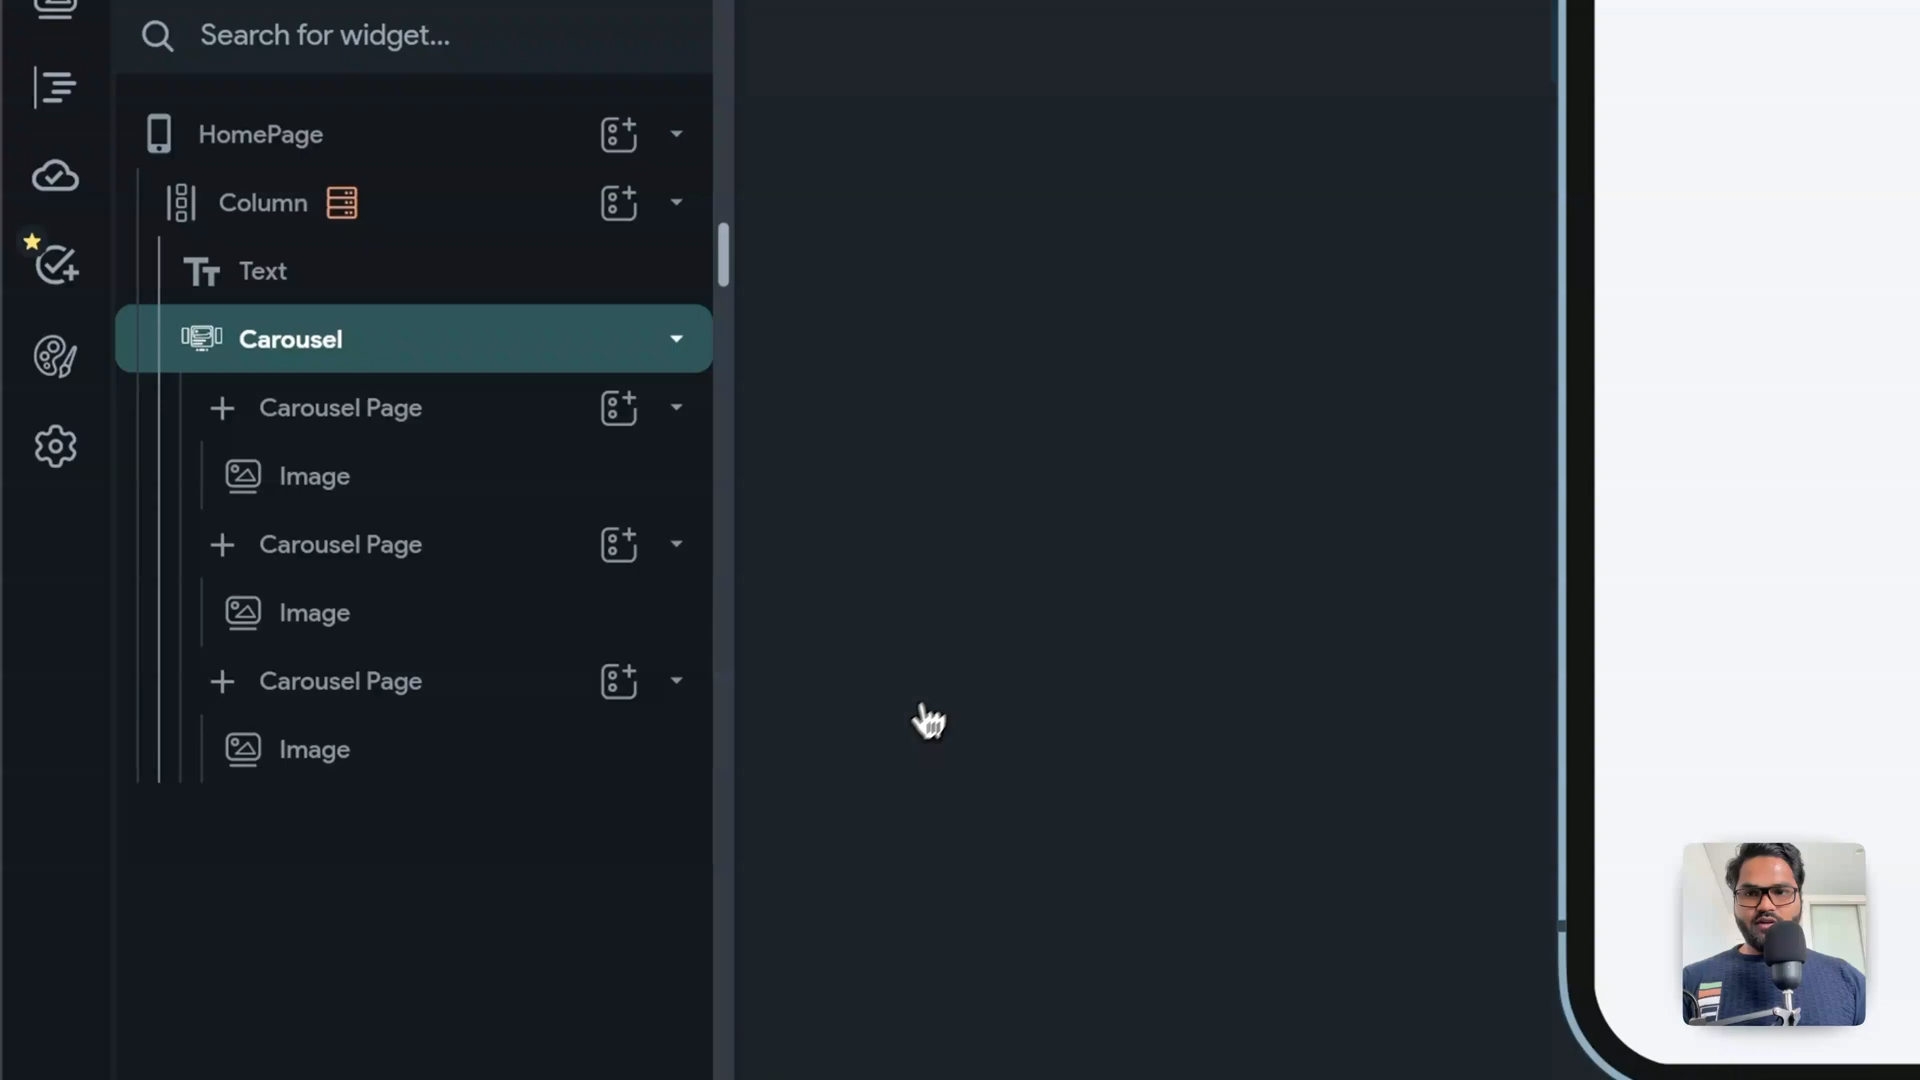 Search for widget...
HomePage
Column
Text
Carousel
Carousel Page
Image
Carousel Page
Image
Carousel Page
Image